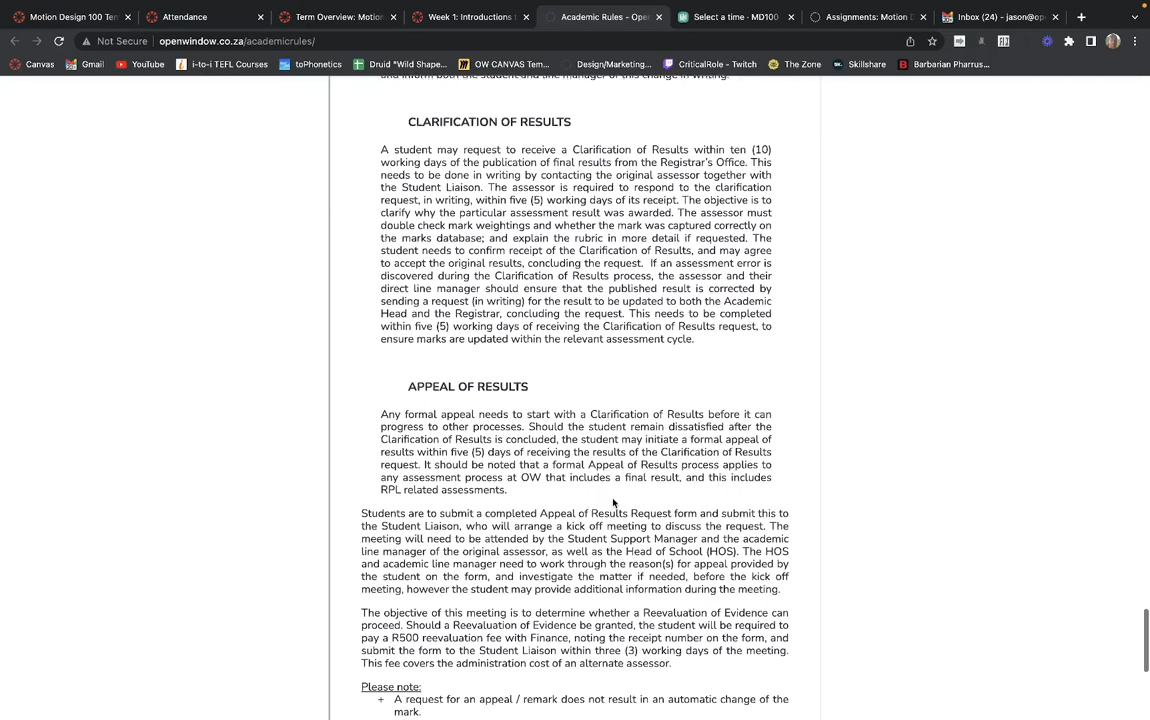 Motion Design 100 Ter
Attendance
Term Overview: Motion
Week 1: Introductions
Academic Rules - Ope
Select a time - MD100
Assignments: Motion D
Inbox (24) - jason@op
Not Secure
openwindow.co.za/academicrules/
Canvas
Gmail
YouTube
i-to-i TEFL Courses
toPhonetics
Druid "Wild Shape...
OW CANVAS Temp...
Design/Marketing...
CriticalRole - Twitch
The Zone
Skillshare
Barbarian Pharrus...
and inform both the student and line manager of this change in writing.
CLARIFICATION OF RESULTS
A student may request to receive a Clarification of Results within ten (10)
working days of the publication of final results from the Registrar's Office. This
needs to be done in writing by contacting the original assessor together with
the Student Liaison. The assessor is required to respond to the clarification
request, in writing, within five (5) working days of its receipt. The objective is to
clarify why the particular assessment result was awarded. The assessor must
double check mark weightings and whether the mark was captured correctly on
the marks database; and explain the rubric in more detail if requested. The
student needs to confirm receipt of the Clarification of Results, and may agree
to accept the original results, concluding the request. If an assessment error is
discovered during the Clarification of Results process, the assessor and their
direct line manager should ensure that the published result is corrected by
sending a request (in writing) for the result to be updated to both the Academic
Head and the Registrar, concluding the request. This needs to be completed
within five (5) working days of receiving the Clarification of Results request, to
ensure marks are updated within the relevant assessment cycle.
APPEAL OF RESULTS
Any formal appeal needs to start with a Clarification of Results before it can
progress to other processes. Should the student remain dissatisfied after the
Clarification of Results is concluded, the student may initiate a formal appeal of
results within five (5) days of receiving the results of the Clarification of Results
request. It should be noted that a formal Appeal of Results process applies to
any assessment process at OW that includes a final result, and this includes
RPL related assessments.
Students are to submit a completed Appeal of Results Request form and submit this to
the Student Liaison, who will arrange a kick off meeting to discuss the request. The
meeting will need to be attended by the Student Support Manager and the academic
line manager of the original assessor, as well as the Head of School (HOS). The HOS
and academic line manager need to work through the reason(s) for appeal provided by
the student on the form, and investigate the matter if needed, before the kick off
meeting, however the student may provide additional information during the meeting.
The objective of this meeting is to determine whether a Reevaluation of Evidence can
proceed. Should a Reevaluation of Evidence be granted, the student will be required to
pay a R500 reevaluation fee with Finance, noting the receipt number on the form, and
submit the form to the Student Liaison within three (3) working days of the meeting.
This fee covers the administration cost of an alternate assessor.
Please note:
+ A request for an appeal / remark does not result in an automatic change of the
mark.